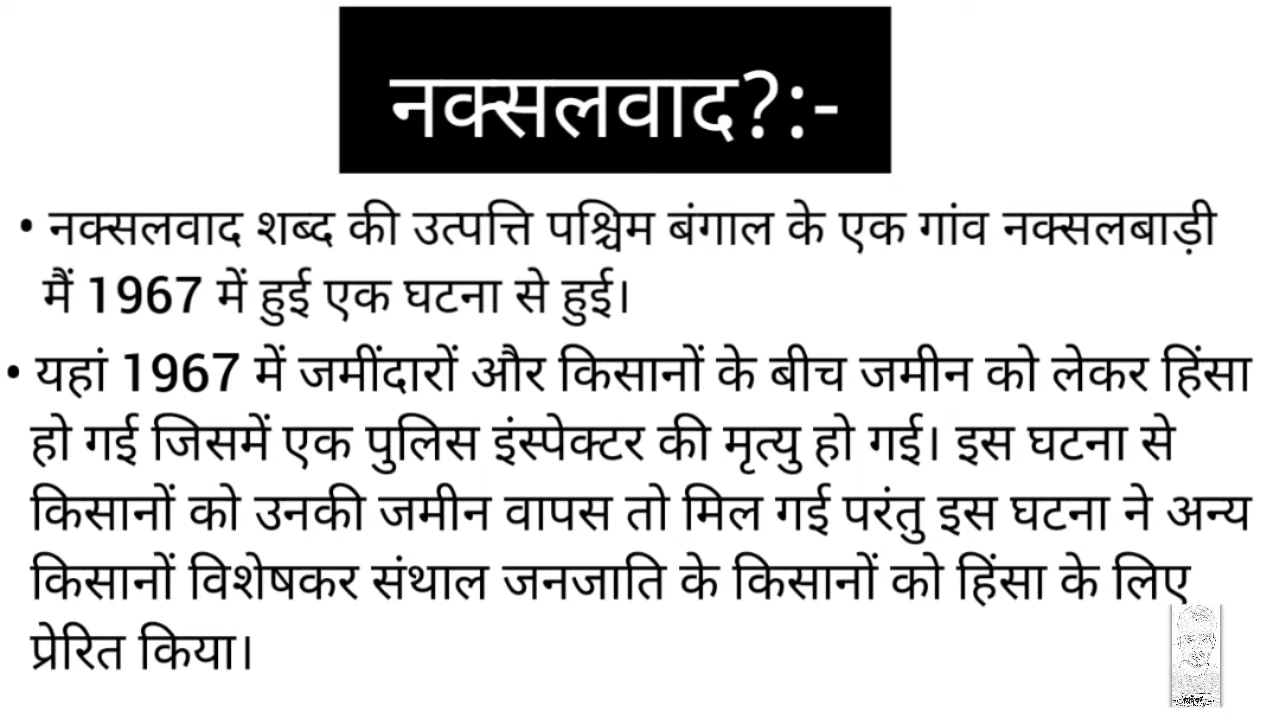 नक्सलवाद?:-
• नक्सलवाद शब्द की उत्पत्ति पश्चिम बंगाल के एक गांव नक्सलबाड़ी
मैं 1967 में हुई एक घटना से हुई।
• यहां 1967 में जमींदारों और किसानों के बीच जमीन को लेकर हिंसा
हो गई जिसमें एक पुलिस इंस्पेक्टर की मृत्यु हो गई। इस घटना से
किसानों को उनकी जमीन वापस तो मिल गई परंतु इस घटना ने अन्य
किसानों विशेषकर संथाल जनजाति के किसानों को हिंसा के लिए
प्रेरित किया।